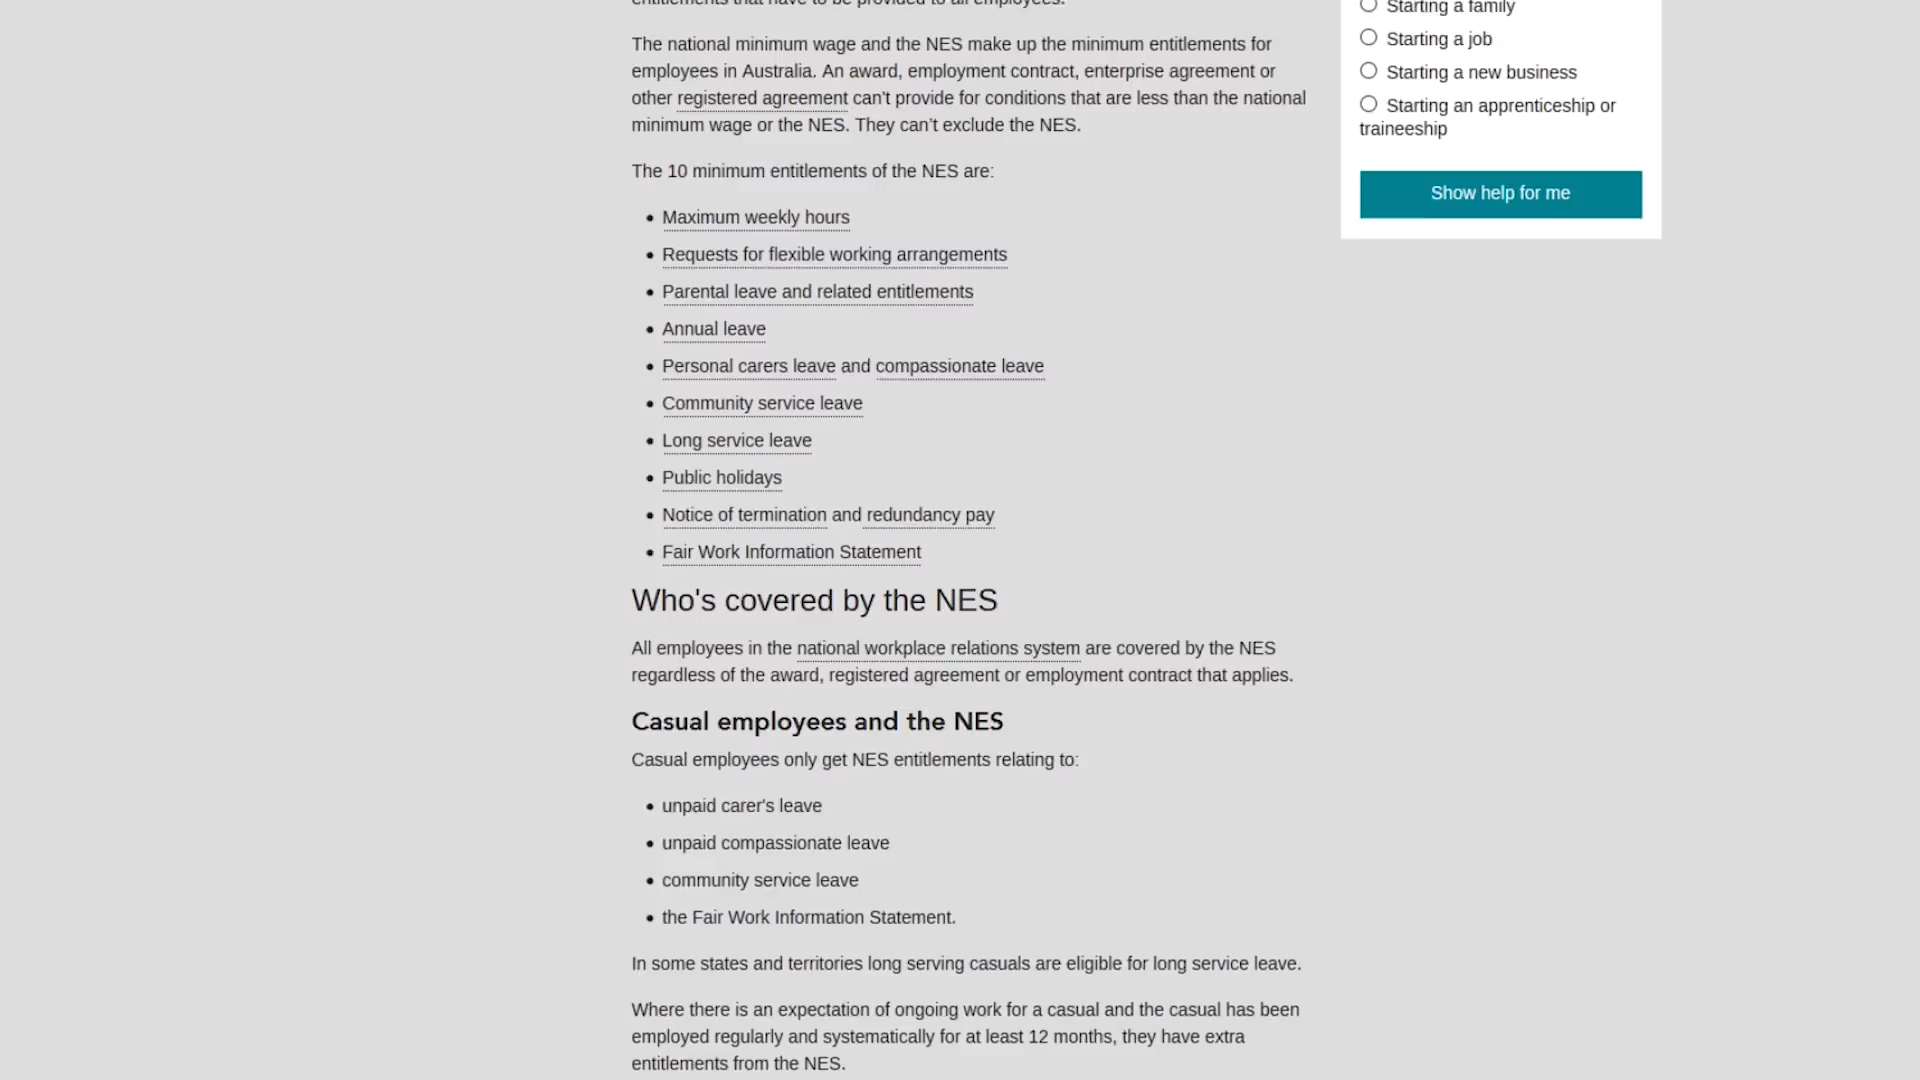 entitlements that have to be provided to all employees.
The national minimum wage and the NES make up the minimum entitlements for
employees in Australia. An award, employment contract, enterprise agreement or
other registered agreement can't provide for conditions that are less than the national
minimum wage or the NES. They can’t exclude the NES.
The 10 minimum entitlements of the NES are:
Maximum weekly hours
Requests for flexible working arrangements
Parental leave and related entitlements
Annual leave
Personal carers leave and compassionate leave
Community service leave
Long service leave
Public holidays
Notice of termination and redundancy pay
Fair Work Information Statement
Who's covered by the NES
All employees in the national workplace relations system are covered by the NES
regardless of the award, registered agreement or employment contract that applies.
Casual employees and the NES
Casual employees only get NES entitlements relating to:
unpaid carer's leave
unpaid compassionate leave
community service leave
the Fair Work Information Statement.
In some states and territories long serving casuals are eligible for long service leave.
Where there is an expectation of ongoing work for a casual and the casual has been
employed regularly and systematically for at least 12 months, they have extra
entitlements from the NES.
Starting a family
Starting a job
Starting a new business
Starting an apprenticeship or
traineeship
Show help for me